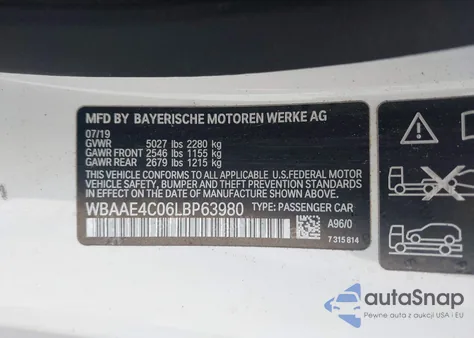 MFD BY BAYERISCHE MOTOREN WERKE AG
07/19
GVWR 5027 lbs 2280 kg
GAWR FRONT 2546 lbs 1155 kg
GAWR REAR 2679 lbs 1215 kg
THIS VEHICLE CONFORMS TO ALL APPLICABLE U.S. FEDERAL MOTOR
VEHICLE SAFETY, BUMPER, AND THEFT PREVENTION STANDARDS
IN EFFECT ON THE DATE OF MANUFACTURE SHOWN ABOVE.
WBAAE4C06LBP63980 TYPE: PASSENGER CAR
A96/0
7 315 814
autoSnap
Pewne auta z aukcji USA i EU